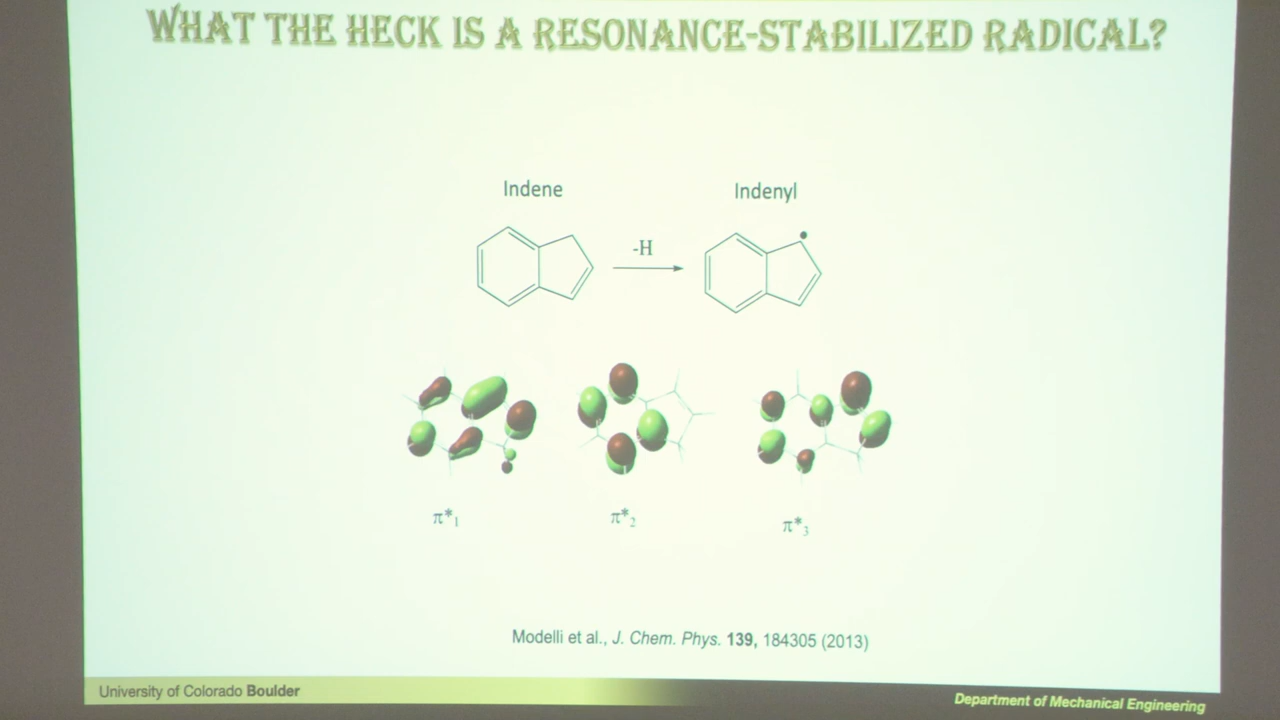 WHAT THE HECK IS A RESONANCE-STABILIZED RADICAL?
Indene
Indenyl
-H
π*1
π*2
π*3
Modelli et al., J. Chem. Phys. 139, 184305 (2013)
University of Colorado Boulder
Department of Mechanical Engineering